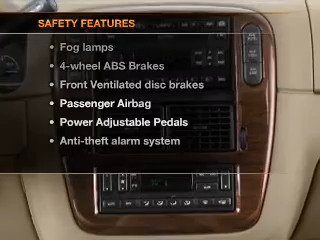 SAFETY FEATURES
• Fog lamps
• 4-wheel ABS Brakes
• Front Ventilated disc brakes
• Passenger Airbag
• Power Adjustable Pedals
• Anti-theft alarm system